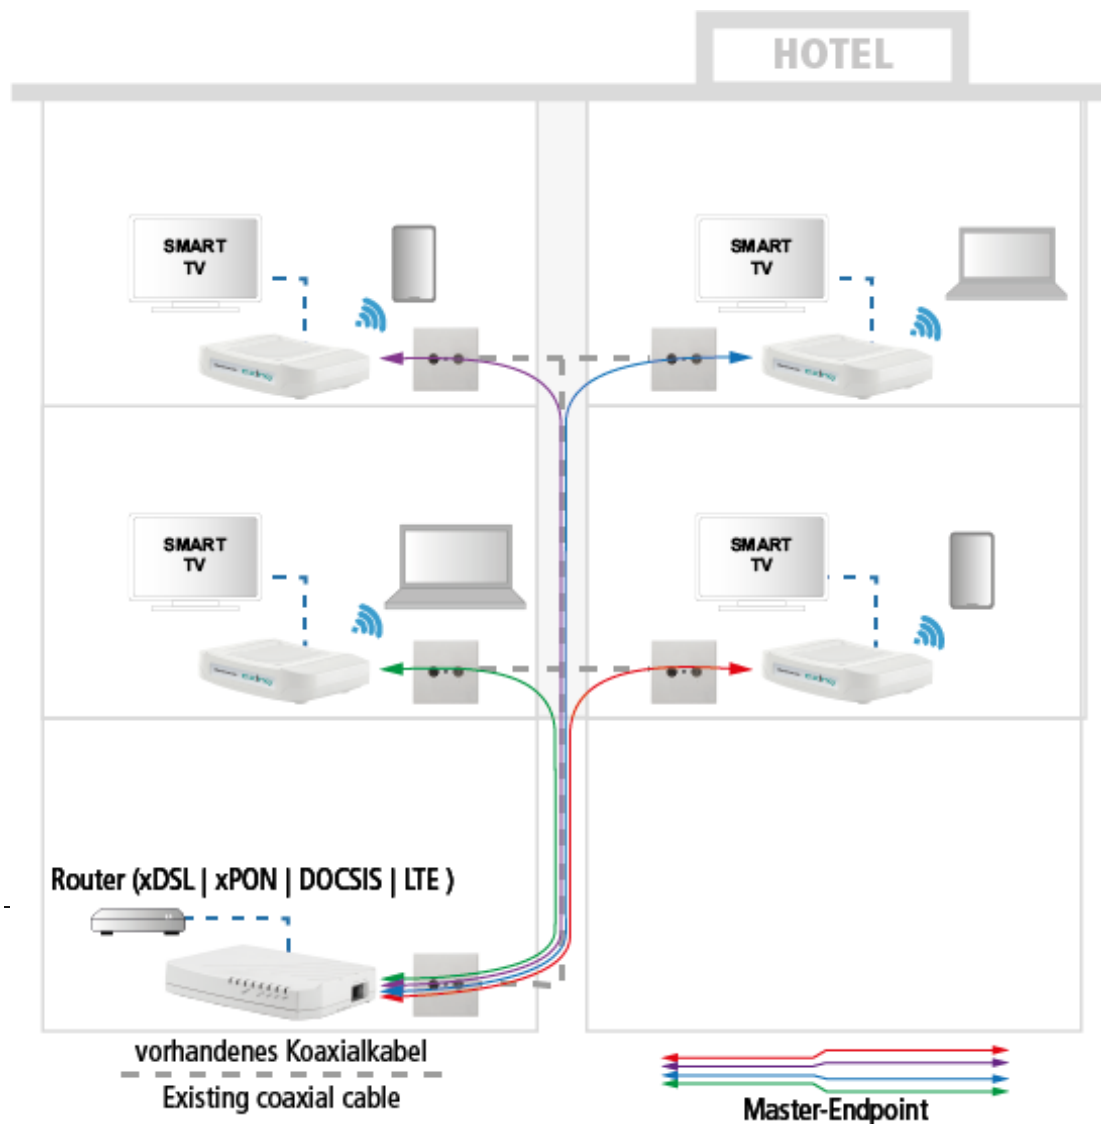 HOTEL
SMART
TV
SMART
TV
SMART
TV
SMART
TV
Router (xDSL | xPON | DOCSIS | LTE )
vorhandenes Koaxialkabel
Existing coaxial cable
Master-Endpoint